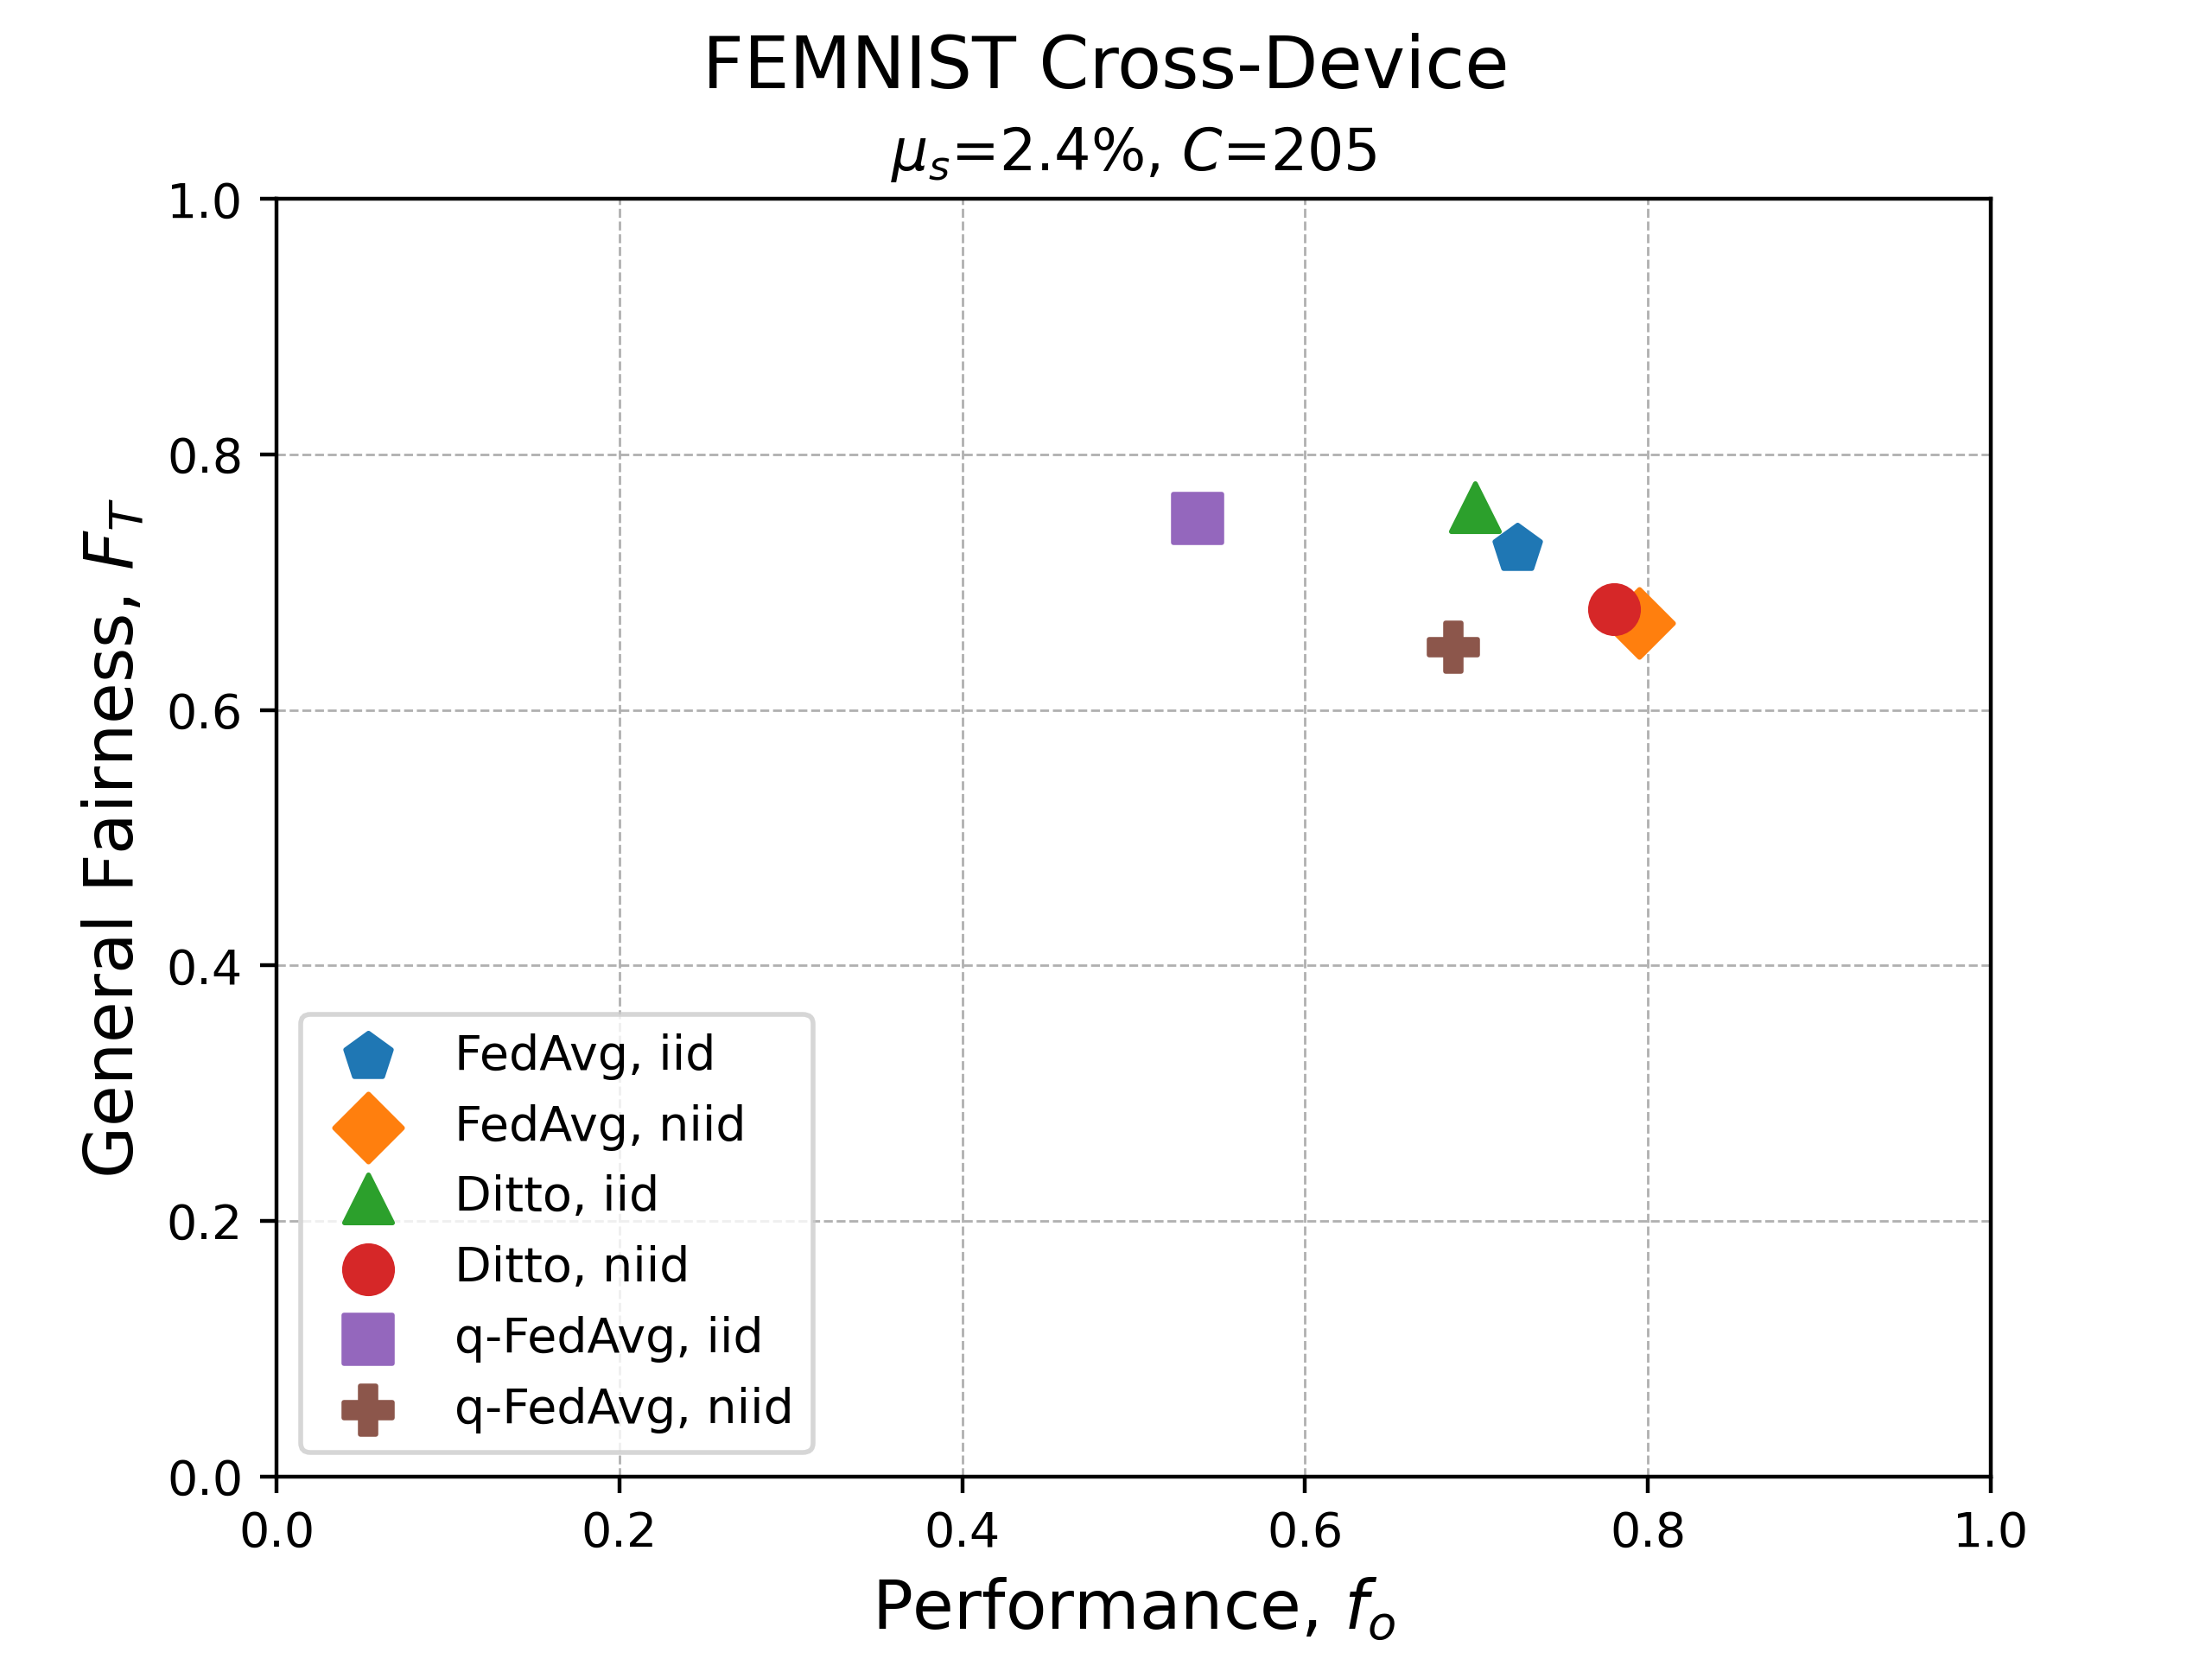 FEMNIST Cross-Device
μs=2.4%, C=205
1.0
0.8
0.6
0.4
0.2
0.0
General Fairness, FT
FedAvg, iid
FedAvg, niid
Ditto, iid
Ditto, niid
q-FedAvg, iid
q-FedAvg, niid
0.0 0.2 0.4 0.6 0.8 1.0
Performance, fo